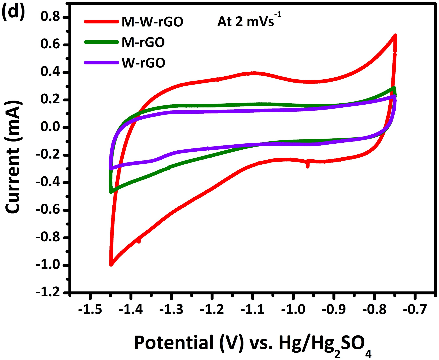 (d)
M-W-rGO At 2 mVs⁻¹
M-rGO
W-rGO
0.8
0.6
0.4
0.2
0.0
-0.2
-0.4
-0.6
-0.8
-1.0
-1.2
Current (mA)
-1.5 -1.4 -1.3 -1.2 -1.1 -1.0 -0.9 -0.8 -0.7
Potential (V) vs. Hg/Hg₂SO₄